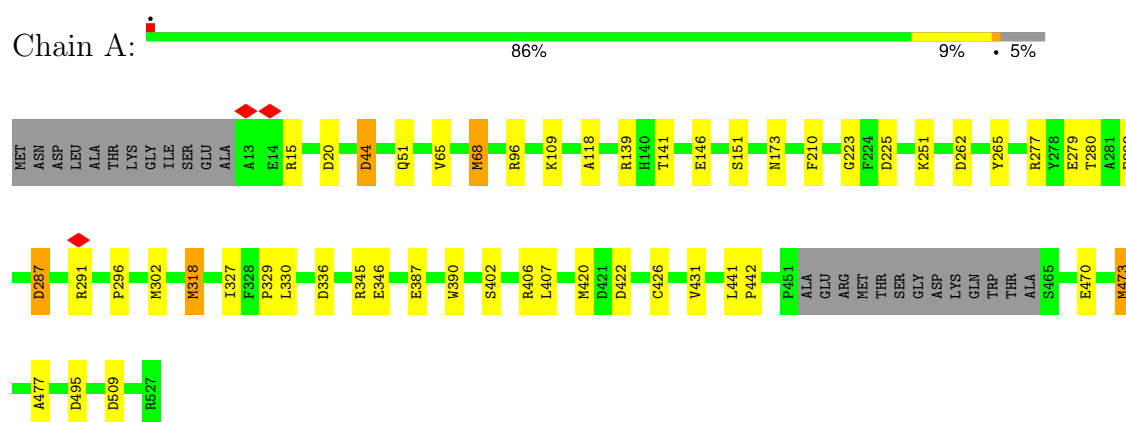 Chain A:
86% 9% • 5%
MET ASN ASP LEU ALA THR LYS GLY ILE SER GLU ALA A13 E14 R15 D20 D44 Q51 V65 M68 R96 K109 A118 R139 H140 T141 E146 S151 N173 F210 G223 F224 D225 K251 D262 Y265 R277 Y278 E279 T280 A281
D287 R291 P296 M302 M318 I327 F328 P329 L330 D336 R345 E346 E387 W390 S402 R406 L407 M420 D421 D422 C426 V431 L441 P442 P451 ALA GLU ARG MET THR SER GLY ASP LYS GLN TRP THR ALA S465 E470 M473
A477 D495 D509 R527